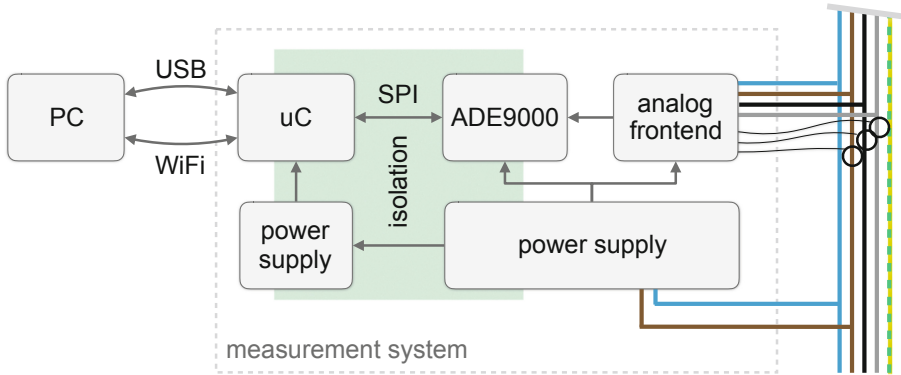 USB
PC
WiFi
uC
SPI
isolation
ADE9000
analog
frontend
power
supply
power supply
measurement system